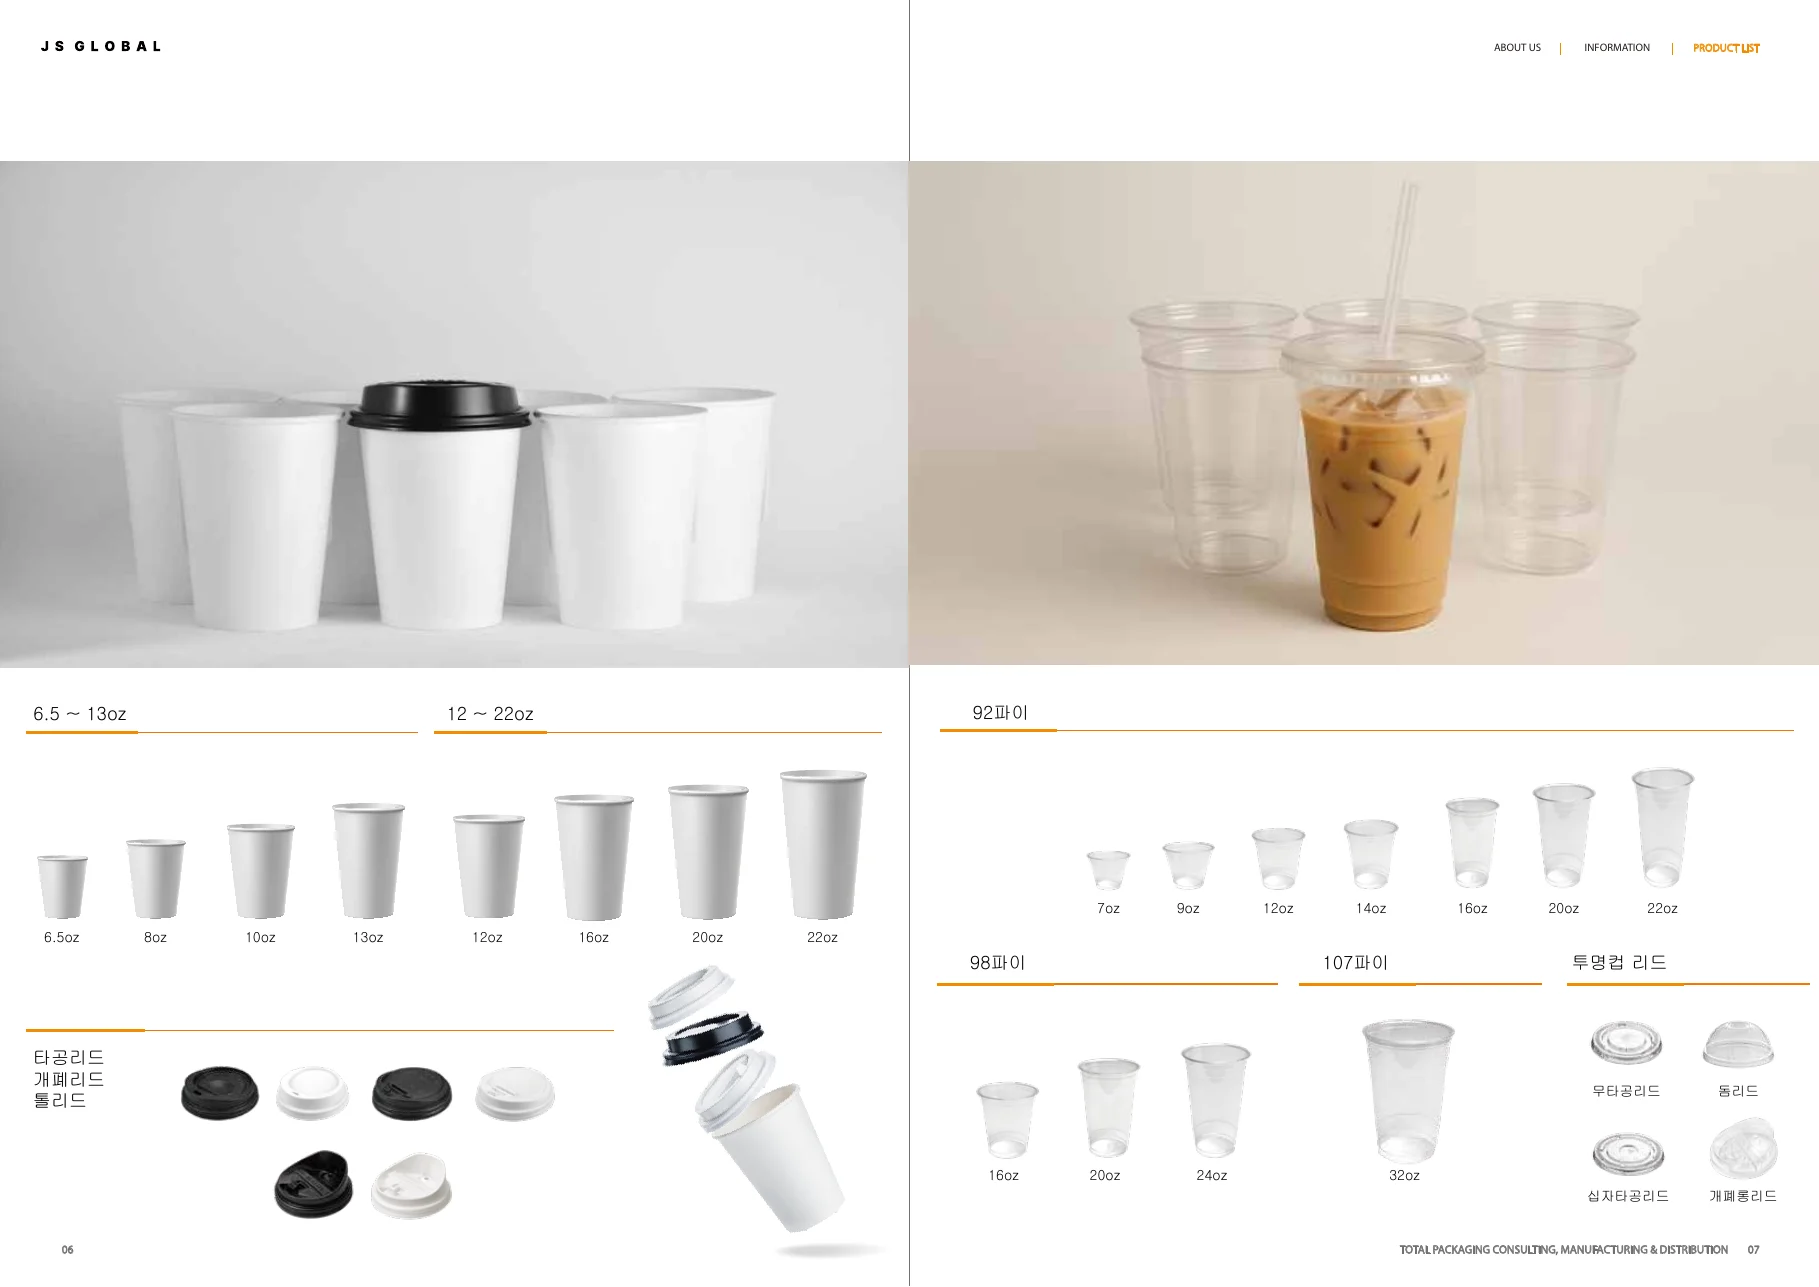 JS GLOBAL
ABOUT US | INFORMATION | PRODUCT LIST
6.5 ~ 13oz
12 ~ 22oz
6.5oz
8oz
10oz
13oz
12oz
16oz
20oz
22oz
타공리드
개폐리드
톨리드
06
92파이
7oz
9oz
12oz
14oz
16oz
20oz
22oz
98파이
107파이
투명컵 리드
16oz
20oz
24oz
32oz
무타공리드
돔리드
십자타공리드
개폐롱리드
TOTAL PACKAGING CONSULTING, MANUFACTURING & DISTRIBUTION 07